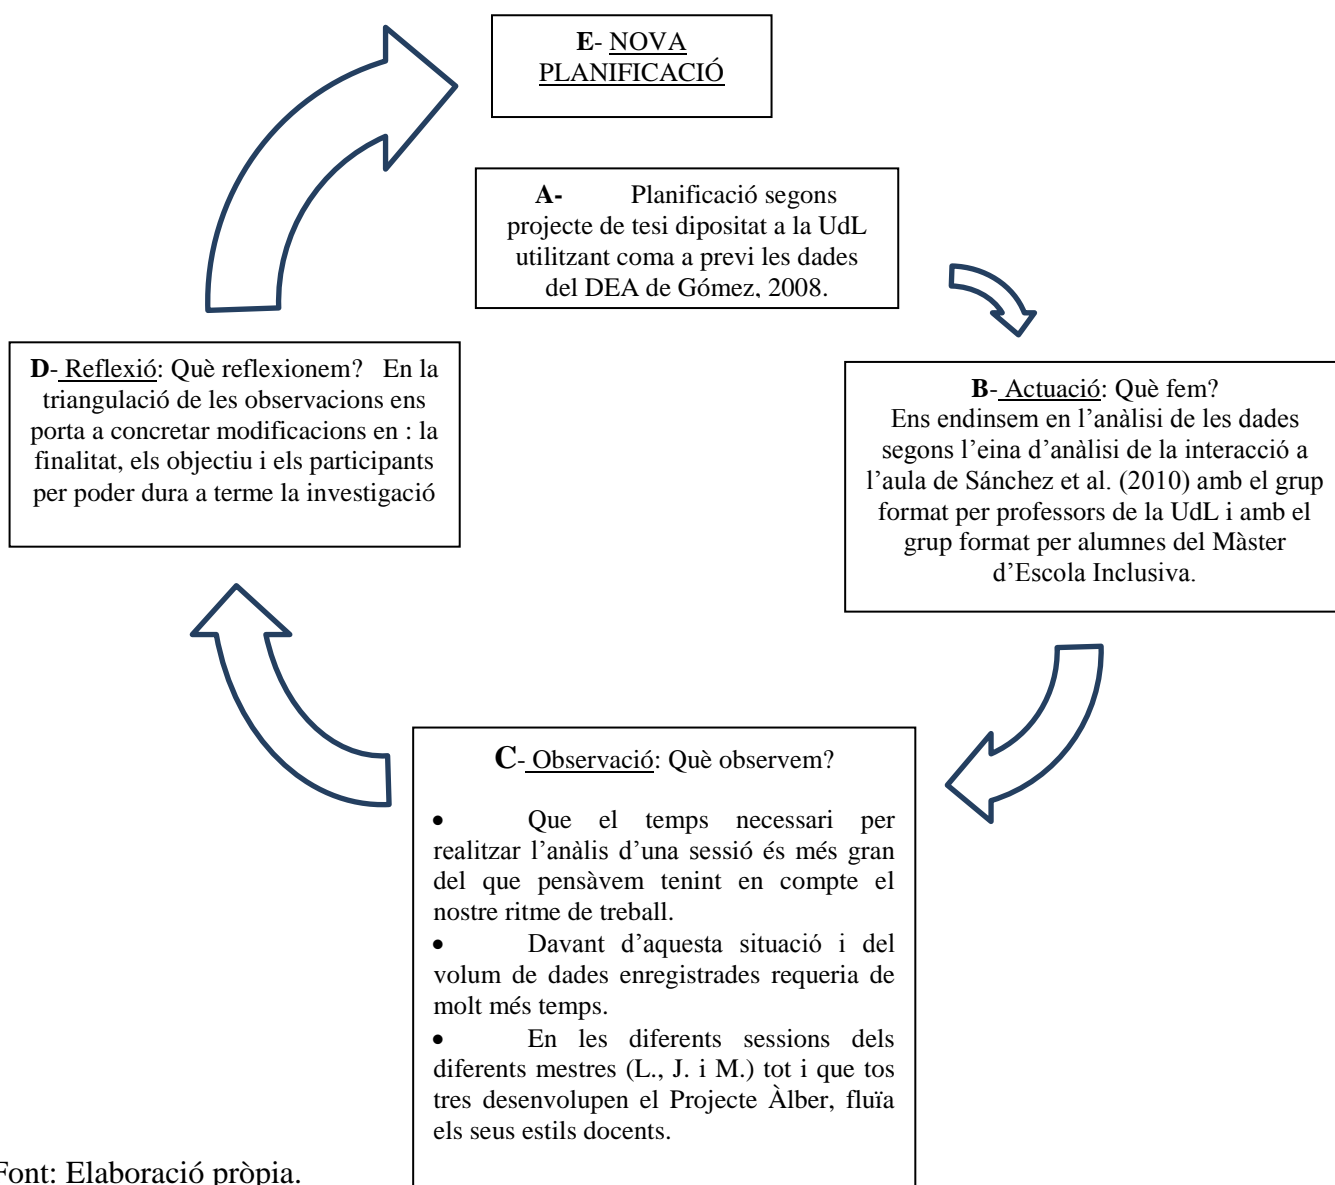 E- NOVA
PLANIFICACIÓ
A- Planificació segons
projecte de tesi dipositat a la UdL
utilitzant coma a previ les dades
del DEA de Gómez, 2008.
B- Actuació: Què fem?
Ens endinsem en l’anàlisi de les dades
segons l’eina d’anàlisi de la interacció a
l’aula de Sánchez et al. (2010) amb el grup
format per professors de la UdL i amb el
grup format per alumnes del Màster
d’Escola Inclusiva.
C- Observació: Què observem?
• Que el temps necessari per
realitzar l’anàlis d’una sessió és més gran
del que pensàvem tenint en compte el
nostre ritme de treball.
• Davant d’aquesta situació i del
volum de dades enregistrades requeria de
molt més temps.
• En les diferents sessions dels
diferents mestres (L., J. i M.) tot i que tos
tres desenvolupen el Projecte Àlber, fluïa
els seus estils docents.
D- Reflexió: Què reflexionem? En la
triangulació de les observacions ens
porta a concretar modificacions en : la
finalitat, els objectiu i els participants
per poder dura a terme la investigació
Font: Elaboració pròpia.